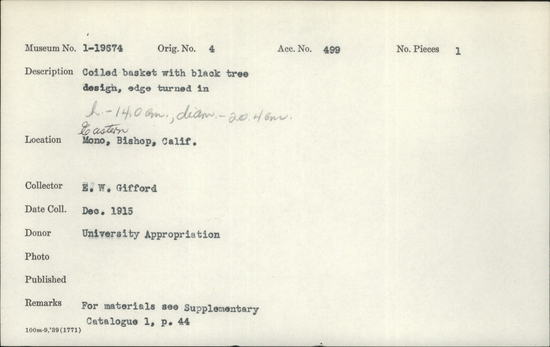 Museum No. 1-19674 Orig. No. 4 Acc. No. 499 No. Pieces 1
Description Coiled basket with black tree
design, edge turned in
h.-14.0 cm., diam.-20.4 cm.
Eastern
Location Mono, Bishop, Calif.
Collector E. W. Gifford
Date Coll. Dec. 1915
Donor University Appropriation
Photo
Published
Remarks For materials see Supplementary
Catalogue 1, p. 44
100m-9,'39(1771)